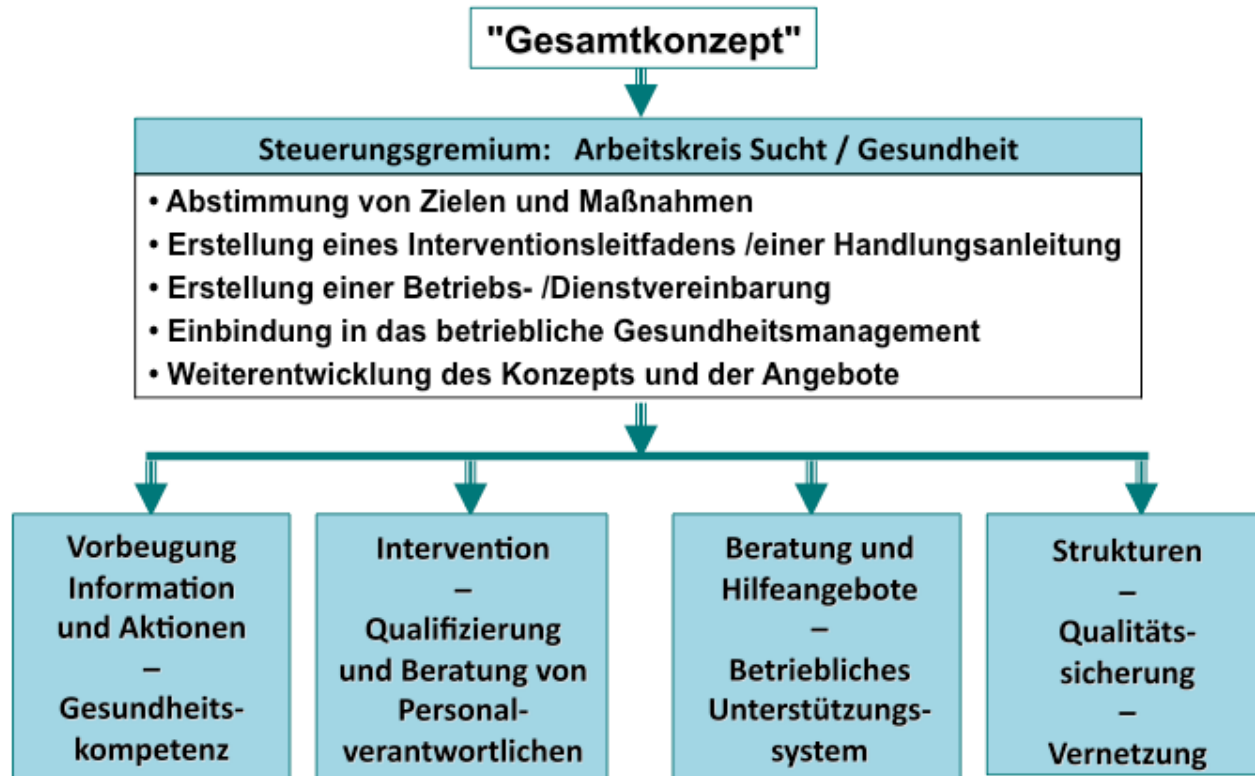 "Gesamtkonzept"
Steuerungsgremium: Arbeitskreis Sucht / Gesundheit
• Abstimmung von Zielen und Maßnahmen
• Erstellung eines Interventionsleitfadens /einer Handlungsanleitung
• Erstellung einer Betriebs- /Dienstvereinbarung
• Einbindung in das betriebliche Gesundheitsmanagement
• Weiterentwicklung des Konzepts und der Angebote
Vorbeugung
Information
und Aktionen
–
Gesundheits-
kompetenz
Intervention
–
Qualifizierung
und Beratung von
Personal-
verantwortlichen
Beratung und
Hilfeangebote
–
Betriebliches
Unterstützungs-
system
Strukturen
–
Qualitäts-
sicherung
–
Vernetzung